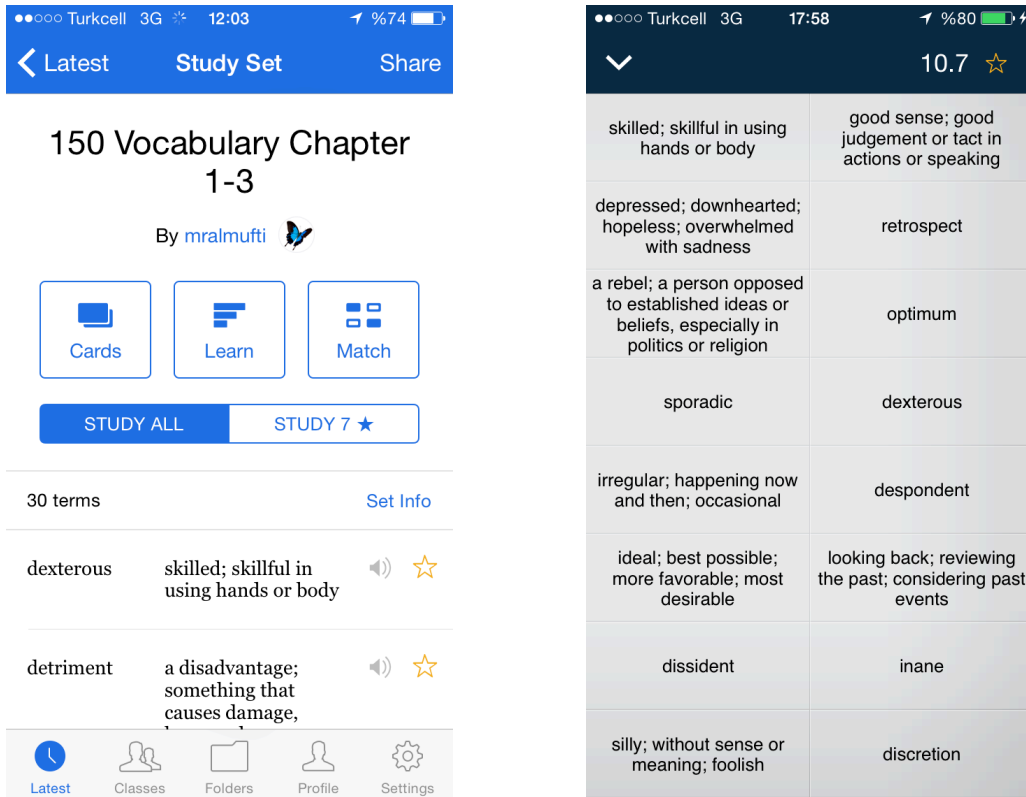 Turkcell 3G 12:03 %74
Latest Study Set Share
150 Vocabulary Chapter
1-3
By mralmufti
Cards Learn Match
STUDY ALL STUDY 7 ★
30 terms Set Info
dexterous skilled; skillful in
using hands or body
detriment a disadvantage;
something that
causes damage,
Latest Classes Folders Profile Settings
Turkcell 3G 17:58 %80
10.7
skilled; skillful in using
hands or body
good sense; good
judgement or tact in
actions or speaking
depressed; downhearted;
hopeless; overwhelmed
with sadness
retrospect
a rebel; a person opposed
to established ideas or
beliefs, especially in
politics or religion
optimum
sporadic
dexterous
irregular; happening now
and then; occasional
despondent
ideal; best possible;
more favorable; most
desirable
looking back; reviewing
the past; considering past
events
dissident
inane
silly; without sense or
meaning; foolish
discretion